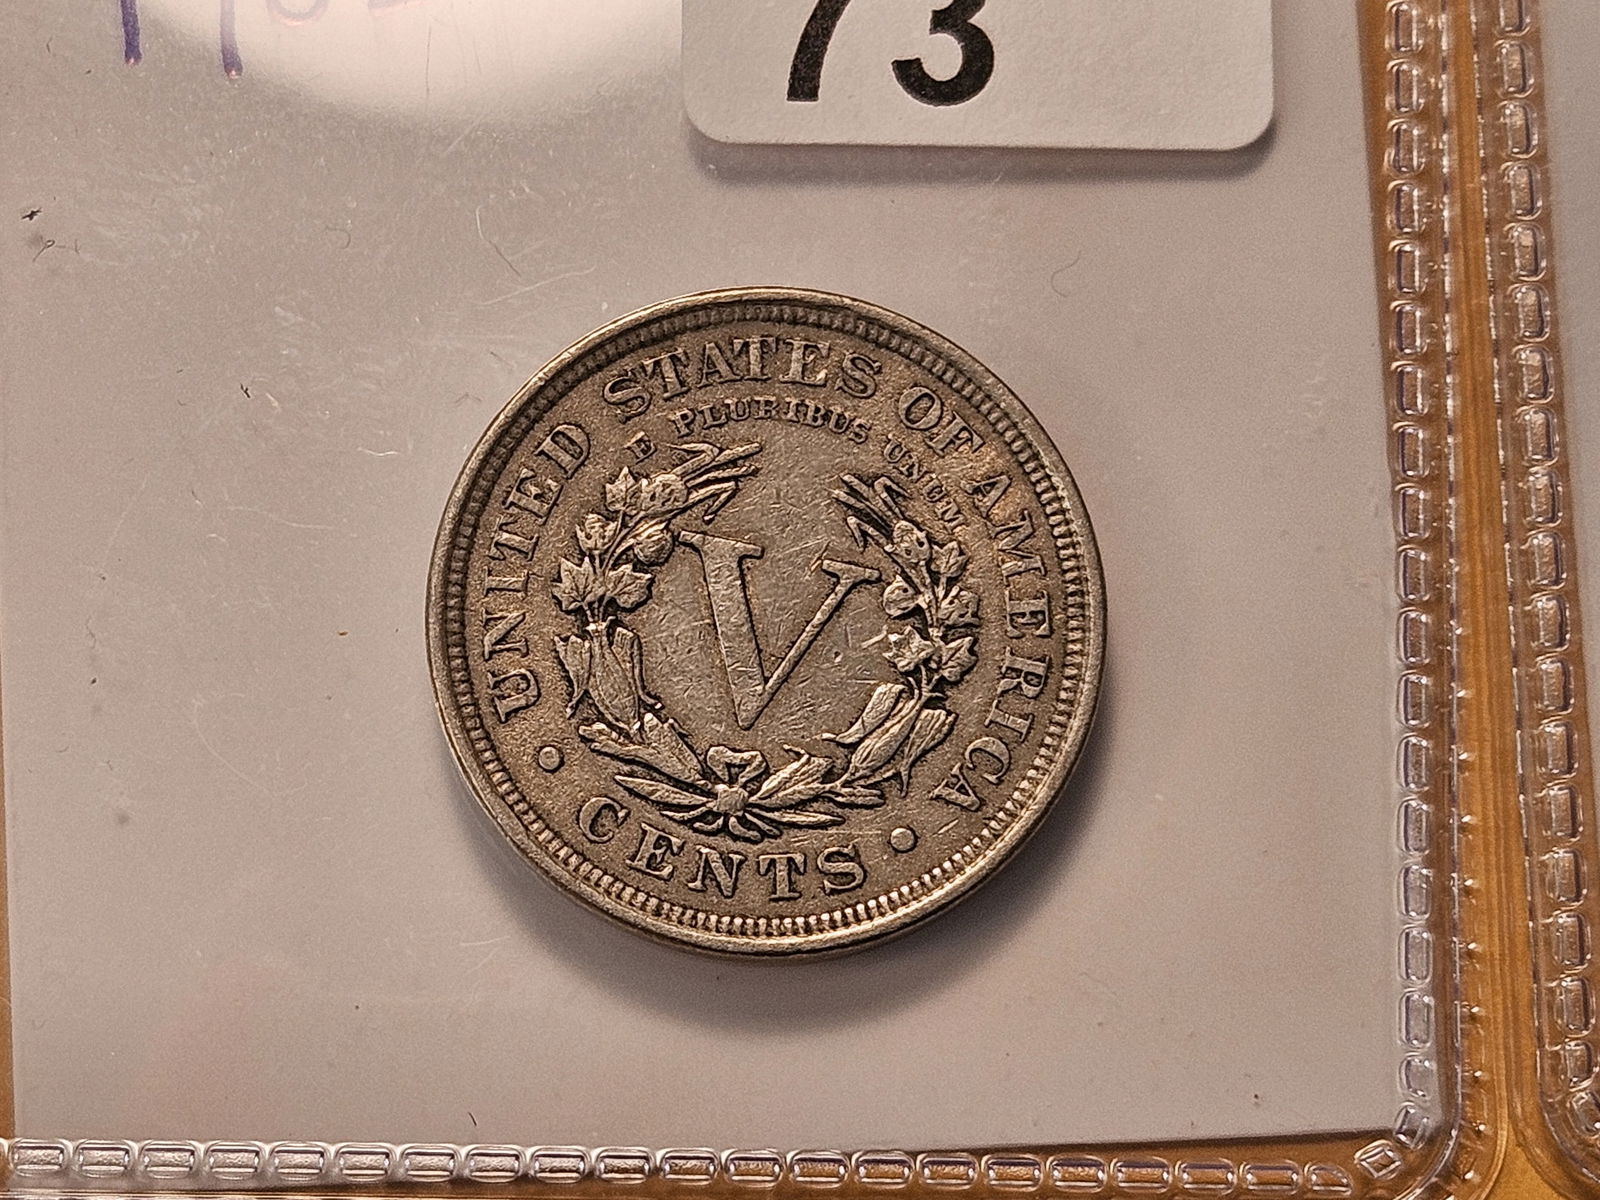 73
UNITED STATES OF AMERICA
E PLURIBUS UNUM
V
• CENTS •